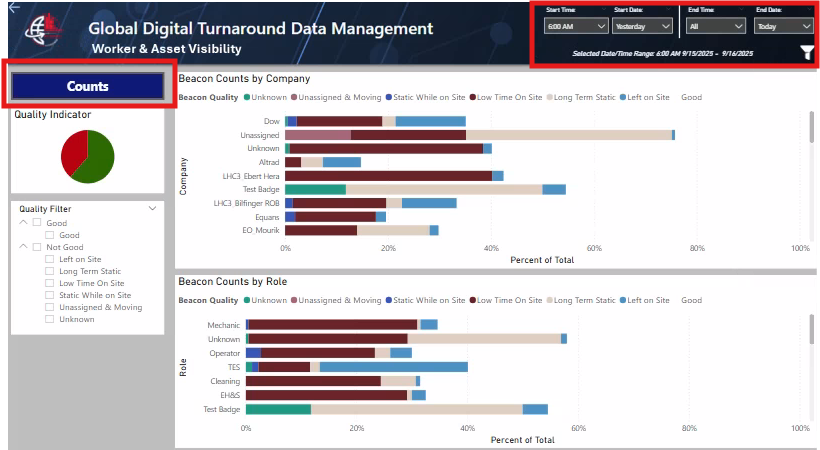 Global Digital Turnaround Data Management
Worker & Asset Visibility
Start Time: Start Date: End Time: End Date:
6:00 AM Yesterday All Today
Selected Date/Time Range: 6:00 AM 9/15/2025 - 9/16/2025
Counts
Quality Indicator
Quality Filter
Good
Good
Not Good
Left on Site
Long Term Static
Low Time On Site
Static While on Site
Unassigned & Moving
Unknown
Beacon Counts by Company
Beacon Quality Unknown Unassigned & Moving Static While on Site Low Time On Site Long Term Static Left on Site Good
Company
Dow
Unassigned
Unknown
Altrad
LHC3_Ebert Hera
Test Badge
LHC3_Bilfinger ROB
Equans
EO_Mourik
0% 20% 40% 60% 80% 100%
Percent of Total
Beacon Counts by Role
Beacon Quality Unknown Unassigned & Moving Static While on Site Low Time On Site Long Term Static Left on Site Good
Role
Mechanic
Unknown
Operator
TES
Cleaning
EH&S
Test Badge
0% 20% 40% 60% 80% 100%
Percent of Total